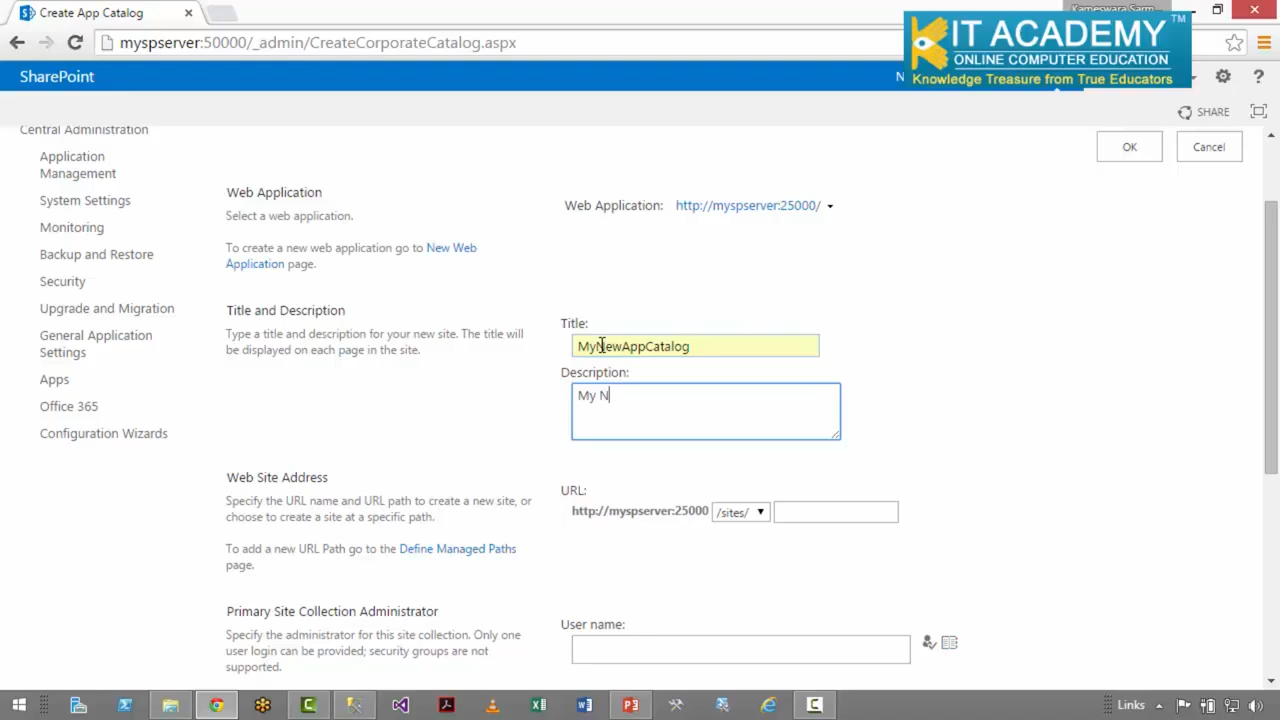 Create App Catalog
Kameswara Sarm...
myspserver:50000/_admin/CreateCorporateCatalog.aspx
KIT ACADEMY TM
ONLINE COMPUTER EDUCATION
Knowledge Treasure from True Educators
SharePoint
N
SHARE
Central Administration
OK
Cancel
Application
Management
System Settings
Monitoring
Backup and Restore
Security
Upgrade and Migration
General Application
Settings
Apps
Office 365
Configuration Wizards
Web Application
Select a web application.
To create a new web application go to New Web
Application page.
Web Application: http://myspserver:25000/
Title and Description
Type a title and description for your new site. The title will
be displayed on each page in the site.
Title:
MyNewAppCatalog
Description:
My N
Web Site Address
Specify the URL name and URL path to create a new site, or
choose to create a site at a specific path.
To add a new URL Path go to the Define Managed Paths
page.
URL:
http://myspserver:25000 /sites/
Primary Site Collection Administrator
Specify the administrator for this site collection. Only one
user login can be provided; security groups are not
supported.
User name:
Links